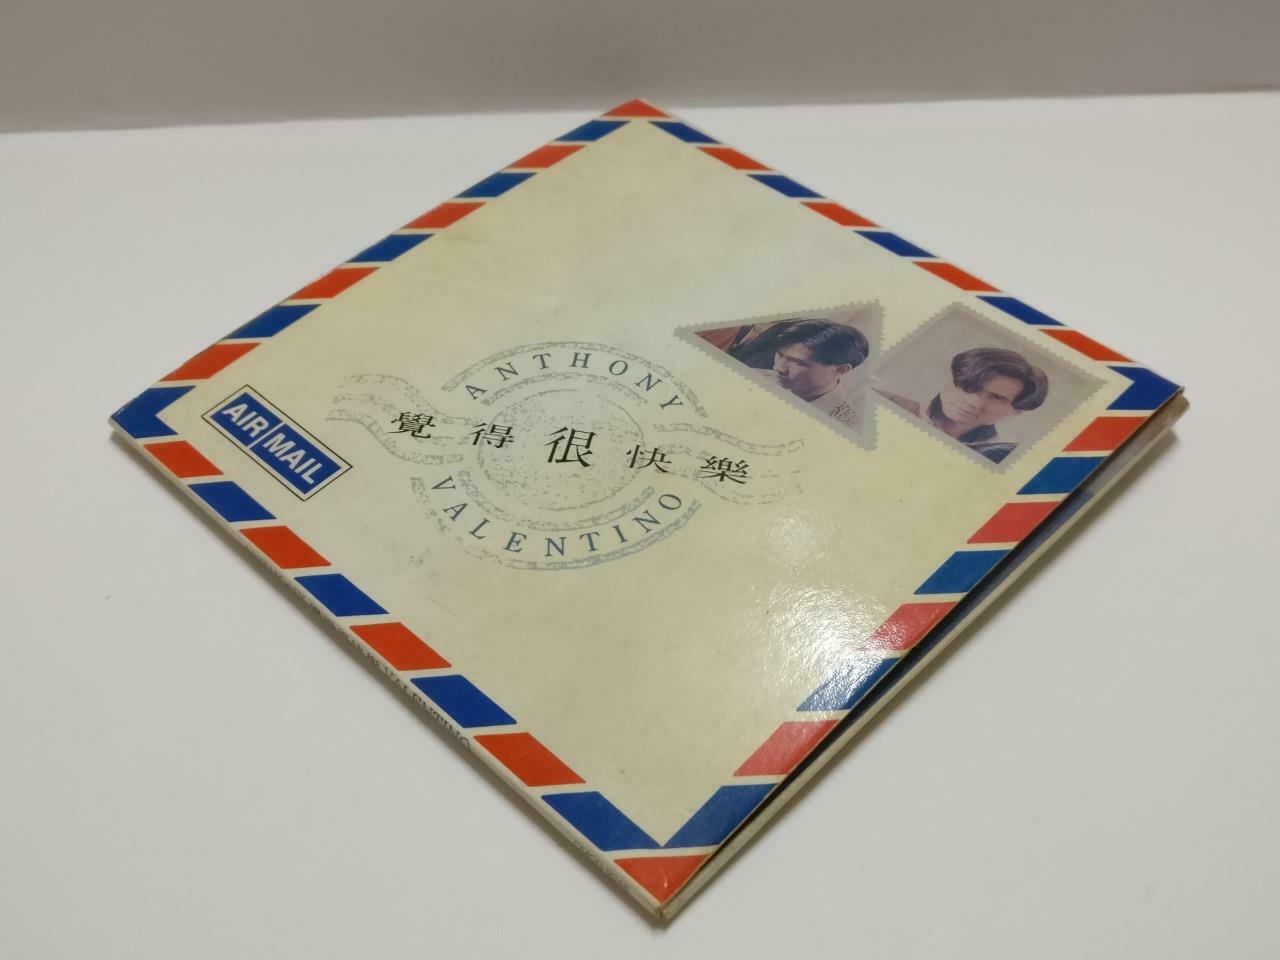 AIR MAIL
ANTHONY
覺得很快樂
VALENTINO